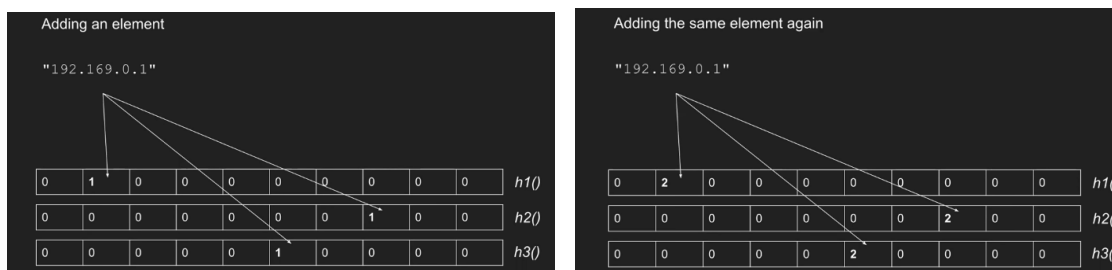 Adding an element
"192.169.0.1"
0 1 0 0 0 0 0 0 0 0 h1()
0 0 0 0 0 0 0 1 0 0 h2()
0 0 0 0 0 1 0 0 0 0 h3()
Adding the same element again
"192.169.0.1"
0 2 0 0 0 0 0 0 0 0 h1(
0 0 0 0 0 0 0 2 0 0 h2(
0 0 0 0 0 2 0 0 0 0 h3(